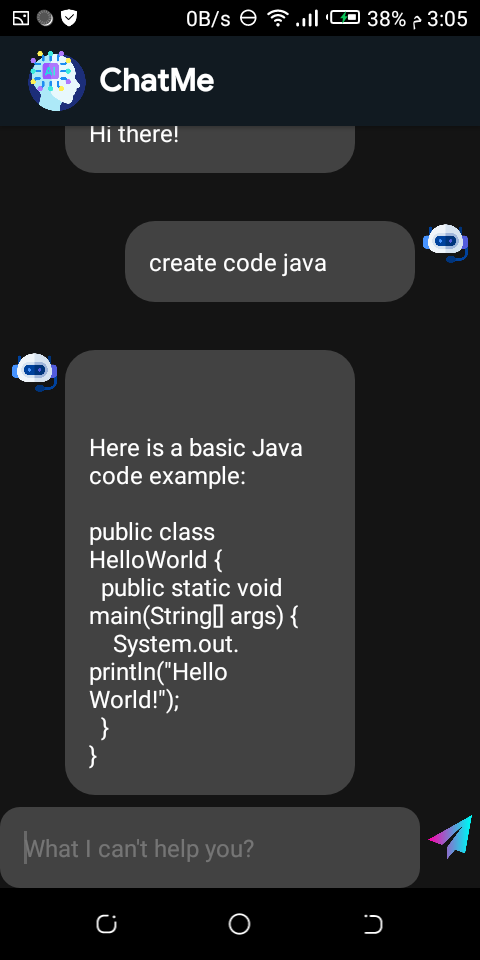 0B/s 38% م 3:05
AI
ChatMe
Hi there!
create code java
Here is a basic Java
code example:
public class
HelloWorld {
public static void
main(String[] args) {
System.out.
println("Hello
World!");
}
}
What I can't help you?